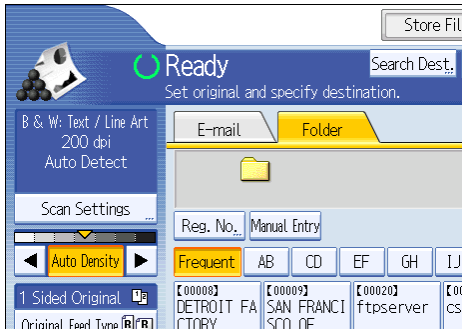 Store Fil
Ready
Search Dest.
Set original and specify destination.
B & W: Text / Line Art
200 dpi
Auto Detect
E-mail
Folder
Scan Settings
Reg. No.
Manual Entry
Auto Density
Frequent
AB
CD
EF
GH
IJ
1 Sided Original
Original Feed Type
[00008]
DETROIT FA
CTORY
[00009]
SAN FRANCI
SCO OF
[00020]
ftpserver
[00
cs